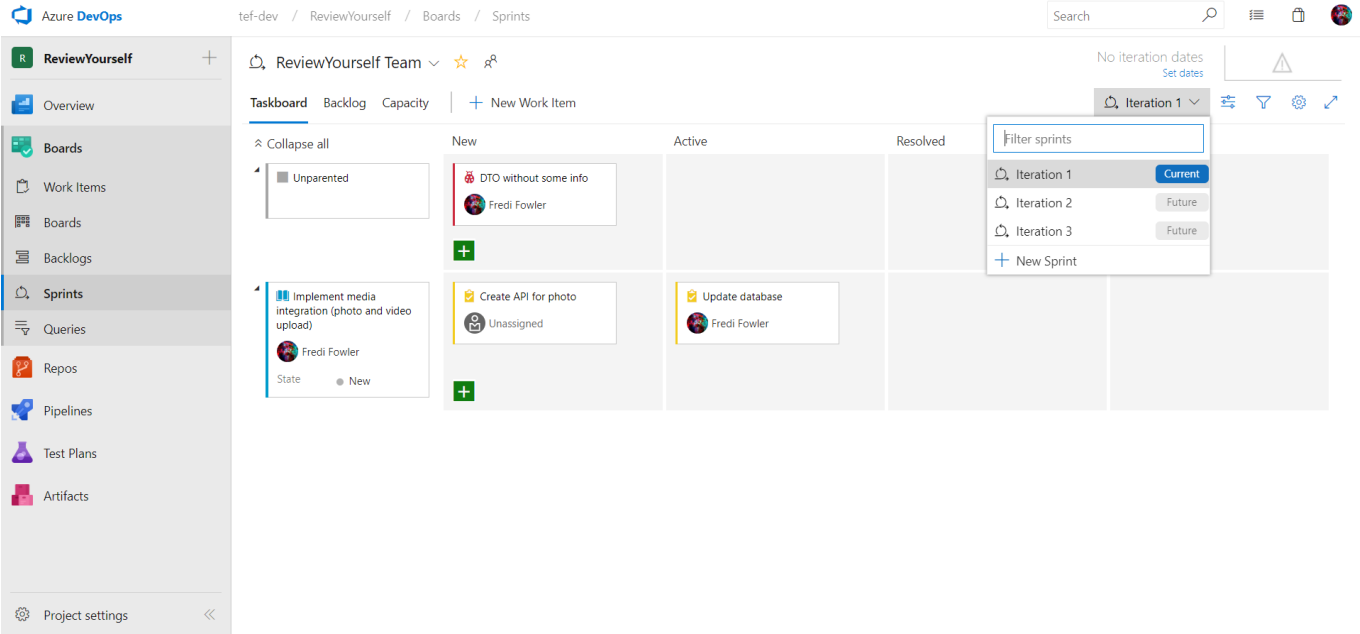 Azure DevOps
tef-dev / ReviewYourself / Boards / Sprints
Search
R ReviewYourself
Overview
Boards
Work Items
Boards
Backlogs
Sprints
Queries
Repos
Pipelines
Test Plans
Artifacts
Project settings
ReviewYourself Team
No iteration dates
Set dates
Taskboard Backlog Capacity New Work Item
Iteration 1
Filter sprints
Iteration 1 Current
Iteration 2 Future
Iteration 3 Future
New Sprint
Collapse all New Active Resolved
Unparented
DTO without some info
Fredi Fowler
Implement media
integration (photo and video
upload)
Fredi Fowler
State New
Create API for photo
Unassigned
Update database
Fredi Fowler